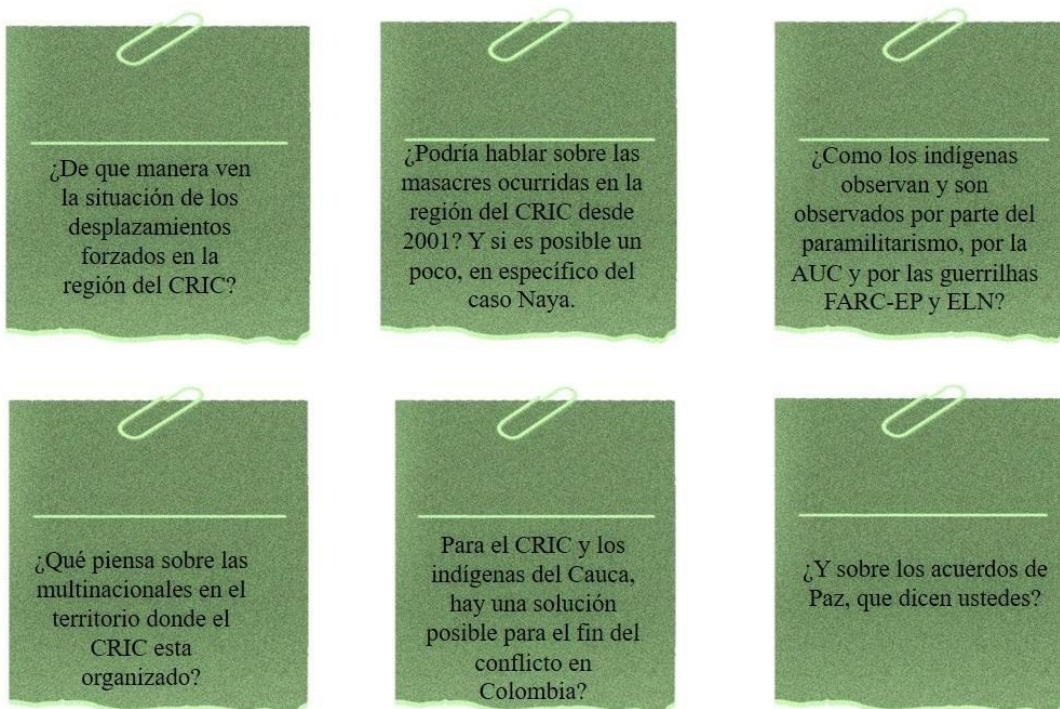 ¿De que manera ven
la situación de los
desplazamientos
forzados en la
región del CRIC?
¿Podría hablar sobre las
masacres ocurridas en la
región del CRIC desde
2001? Y si es posible un
poco, en específico del
caso Naya.
¿Como los indígenas
observan y son
observados por parte del
paramilitarismo, por la
AUC y por las guerrilhas
FARC-EP y ELN?
¿Qué piensa sobre las
multinacionales en el
territorio donde el
CRIC esta
organizado?
Para el CRIC y los
indígenas del Cauca,
hay una solución
posible para el fin del
conflicto en
Colombia?
¿Y sobre los acuerdos de
Paz, que dicen ustedes?